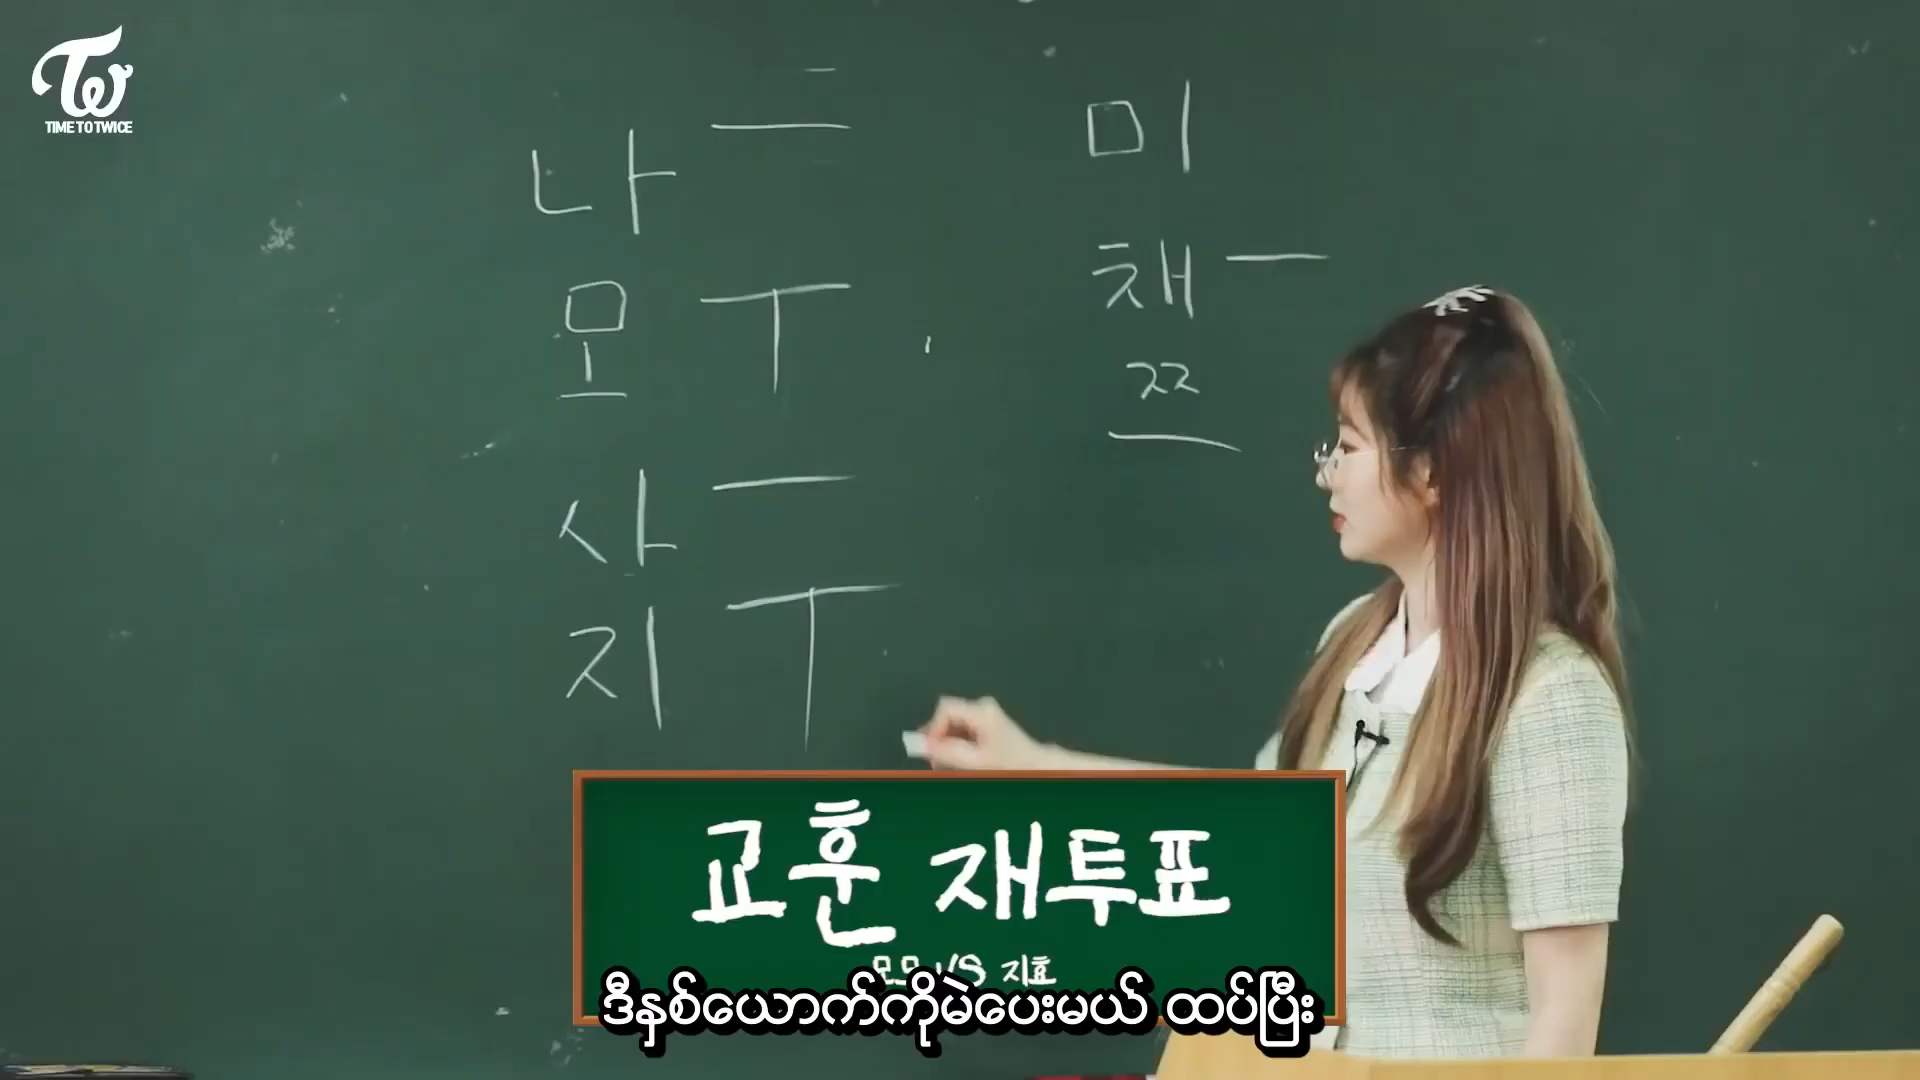 TW
TIME TO TWICE
나
모
사
지
미
채
ㅉ
교훈 재투표
모모 VS 지효
ဒီနှစ်ယောက်ကိုမဲပေးမယ် ထပ်ပြီး